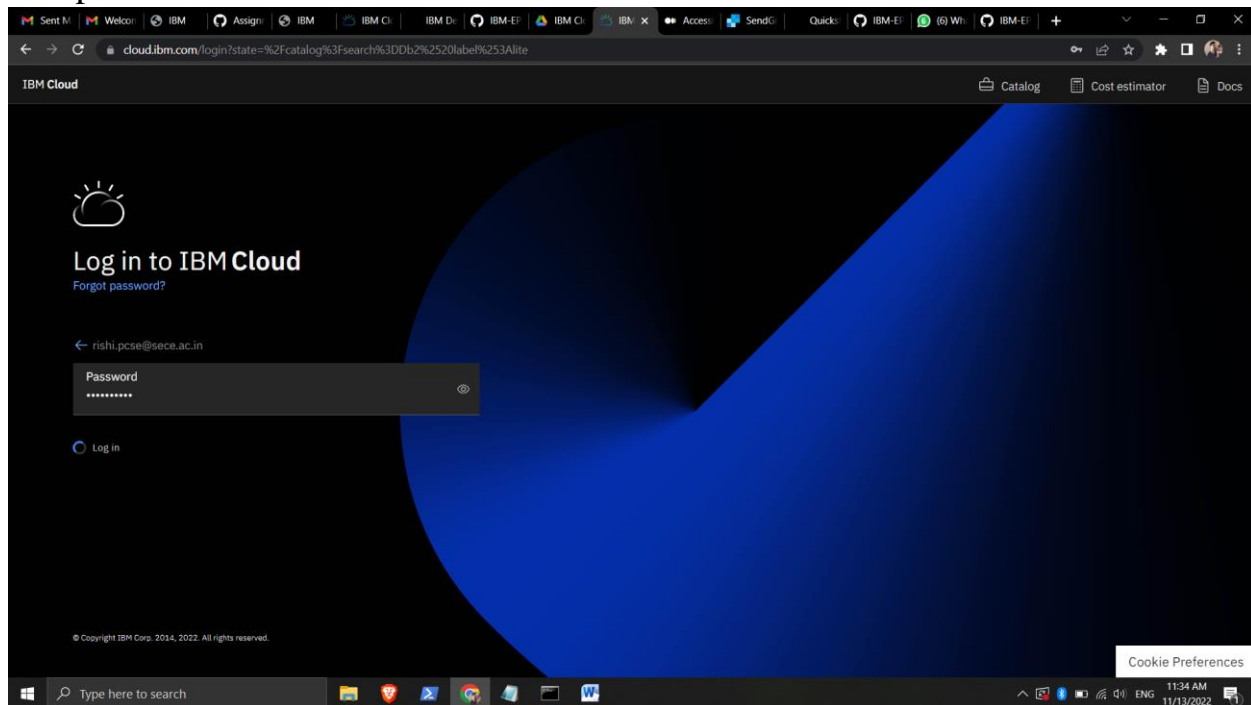 Sent M Welcon IBM Assign IBM IBM Cl IBM De IBM-EP IBM Cl IBM Access SendG Quicks IBM-EP (6) Wh IBM-EF
cloud.ibm.com/login?state=%2Fcatalog%3Fsearch%3DDb2%2520label%253Alite
IBM Cloud Catalog Cost estimator Docs
Log in to IBM Cloud
Forgot password?
← rishi.pcse@sece.ac.in
Password
••••••••••
Log in
© Copyright IBM Corp. 2014, 2022. All rights reserved.
Cookie Preferences
Type here to search
ENG
11:34 AM
11/13/2022